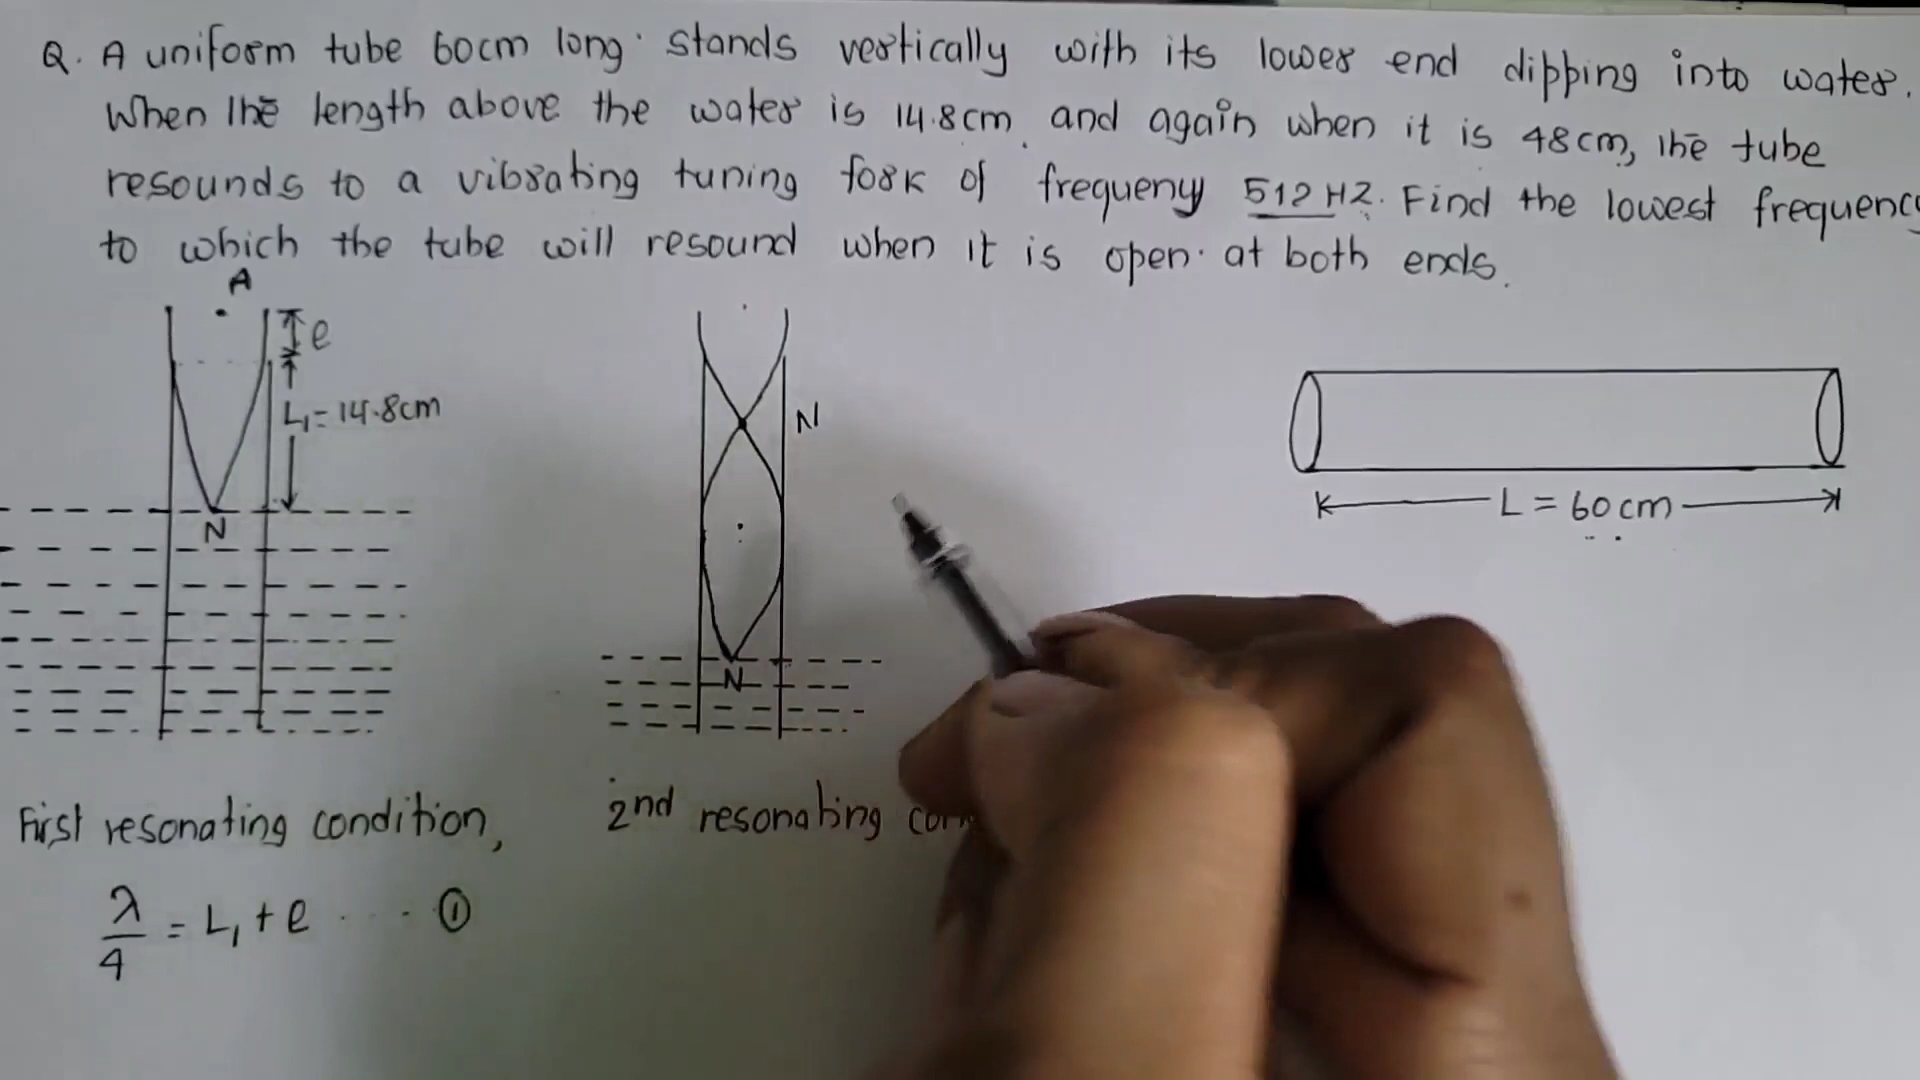 Q. A uniform tube 60cm long stands vertically with its lower end dipping into water.
When the length above the water is 14.8cm and again when it is 48cm, the tube
resounds to a vibrating tuning fork of frequeny 512 HZ. Find the lowest frequency
to which the tube will resound when it is open at both ends.
A
e
L₁ = 14.8cm
N
N
N
L = 60 cm
First resonating condition,
2nd resonating
λ/4 = L₁ + e ... ①